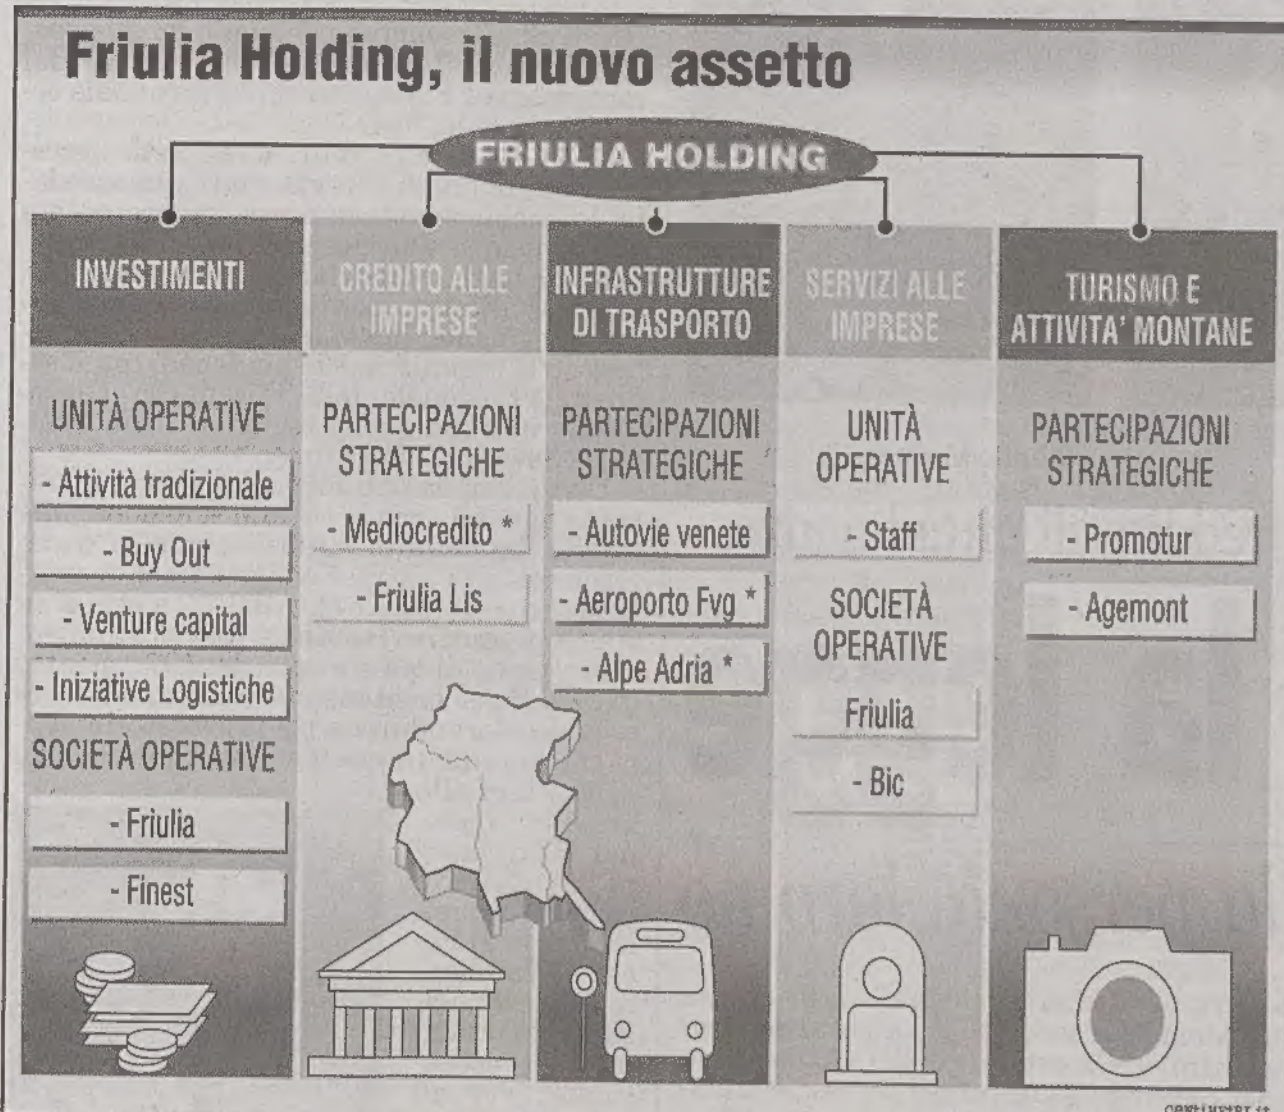 Friulia Holding, il nuovo assetto
FRIULIA HOLDING
INVESTIMENTI
UNITÀ OPERATIVE
- Attività tradizionale
- Buy Out
- Venture capital
- Iniziative Logistiche
SOCIETÀ OPERATIVE
- Friulia
- Finest
CREDITO ALLE
IMPRESE
PARTECIPAZIONI
STRATEGICHE
- Mediocredito *
- Friulia Lis
INFRASTRUTTURE
DI TRASPORTO
PARTECIPAZIONI
STRATEGICHE
- Autovie venete
- Aeroporto Fvg *
- Alpe Adria *
SERVIZI ALLE
IMPRESE
UNITÀ
OPERATIVE
- Staff
SOCIETÀ
OPERATIVE
Friulia
- Bic
TURISMO E
ATTIVITA' MONTANE
PARTECIPAZIONI
STRATEGICHE
- Promotur
- Agemont